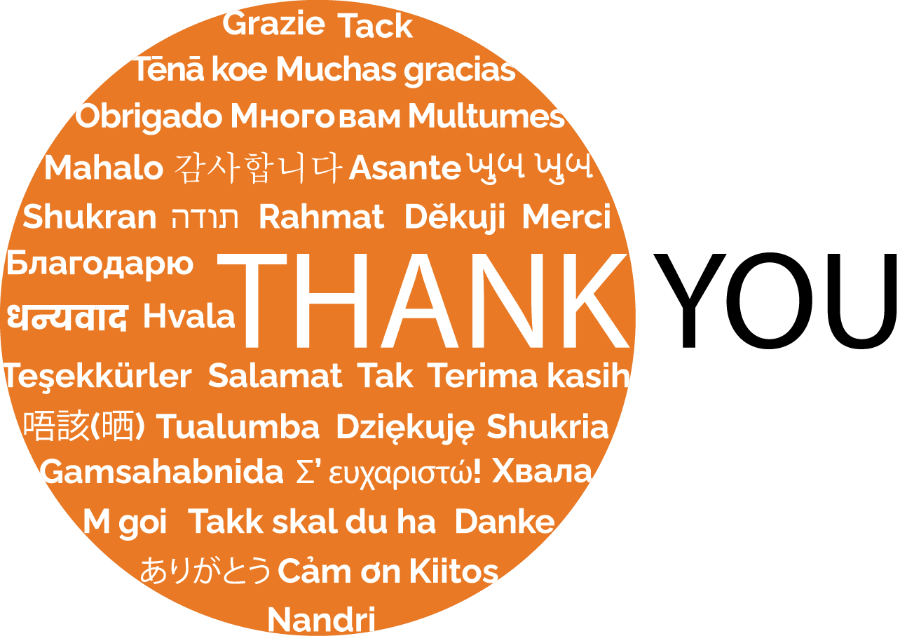 Grazie Tack
Tēnā koe Muchas gracias
Obrigado Много вам Multumes
Mahalo 감사합니다 Asante
Shukran תודה Rahmat Děkuji Merci
Благодарю
THANK YOU
धन्यवाद Hvala
Teşekkürler Salamat Tak Terima kasih
唔該(晒) Tualumba Dziękuję Shukria
Gamsahabnida Σ’ ευχαριστώ! Хвала
M goi Takk skal du ha Danke
ありがとう Cảm ơn Kiitos
Nandri